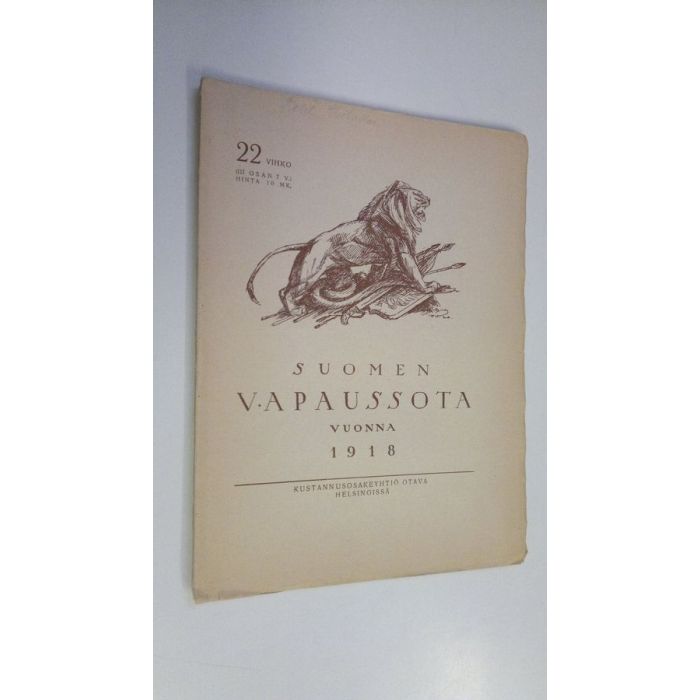 22 VIHKO
(III OSAN 7 V.)
HINTA 10 MK.
SUOMEN
VAPAUSSOTA
VUONNA
1918
KUSTANNUSOSAKEYHTIÖ OTAVA
HELSINGISSÄ